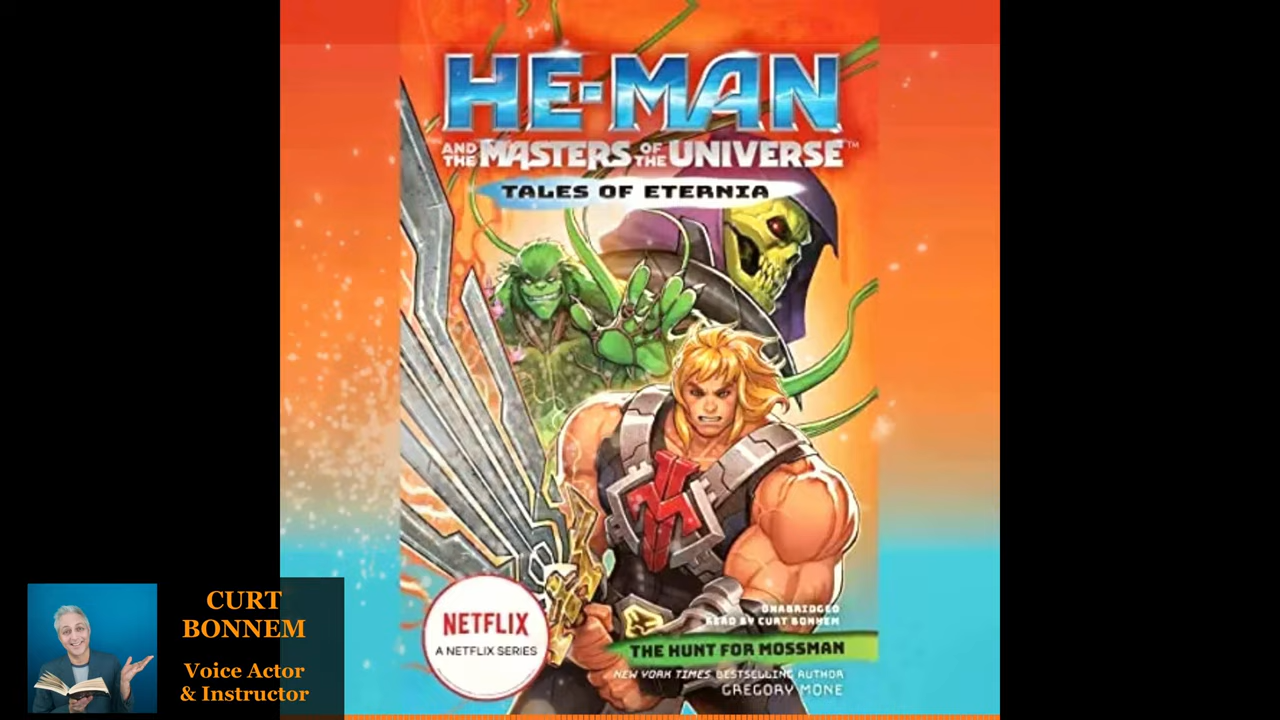 HE-MAN
AND THE MASTERS OF THE UNIVERSE™
TALES OF ETERNIA
NETFLIX
A NETFLIX SERIES
UNABRIDGED
READ BY CURT BONNEM
THE HUNT FOR MOSSMAN
NEW YORK TIMES BESTSELLING AUTHOR
GREGORY MONE
CURT
BONNEM
Voice Actor
& Instructor